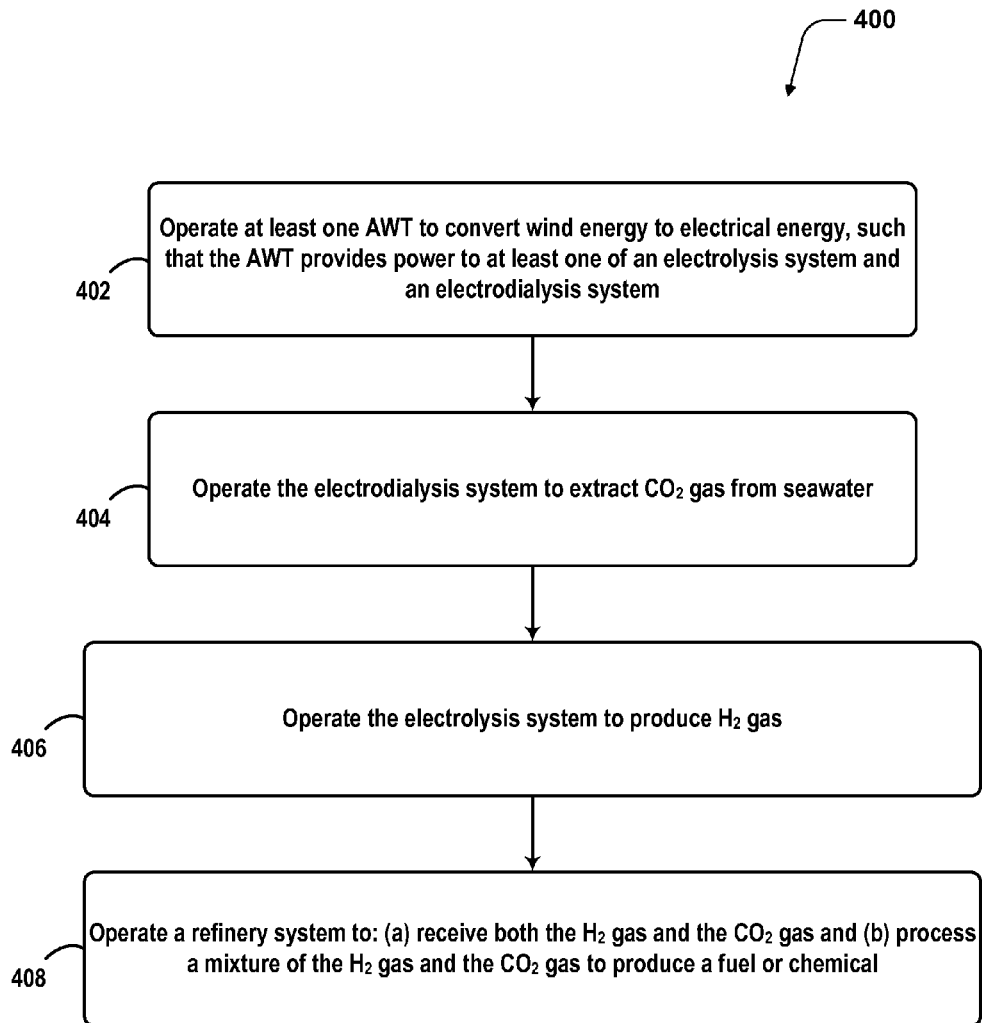 400
Operate at least one AWT to convert wind energy to electrical energy, such
that the AWT provides power to at least one of an electrolysis system and
an electrodialysis system
402
Operate the electrodialysis system to extract CO₂ gas from seawater
404
Operate the electrolysis system to produce H₂ gas
406
Operate a refinery system to: (a) receive both the H₂ gas and the CO₂ gas and (b) process
a mixture of the H₂ gas and the CO₂ gas to produce a fuel or chemical
408